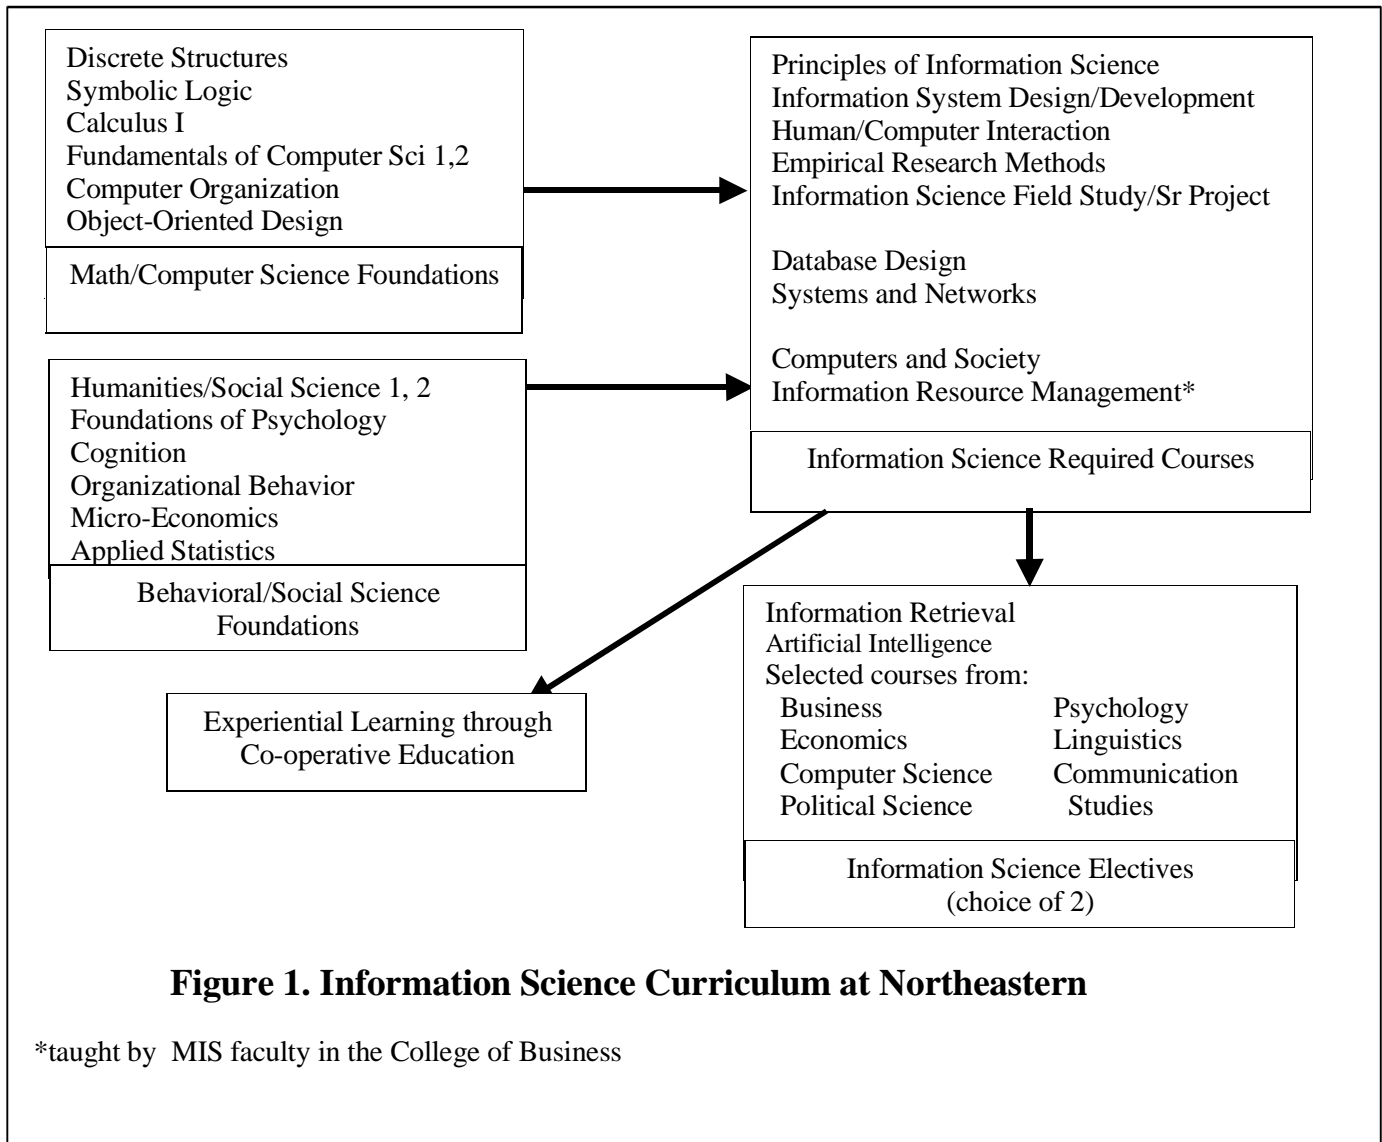 Discrete Structures
Symbolic Logic
Calculus I
Fundamentals of Computer Sci 1,2
Computer Organization
Object-Oriented Design
Math/Computer Science Foundations
Humanities/Social Science 1, 2
Foundations of Psychology
Cognition
Organizational Behavior
Micro-Economics
Applied Statistics
Behavioral/Social Science
Foundations
Principles of Information Science
Information System Design/Development
Human/Computer Interaction
Empirical Research Methods
Information Science Field Study/Sr Project
Database Design
Systems and Networks
Computers and Society
Information Resource Management*
Information Science Required Courses
Experiential Learning through
Co-operative Education
Information Retrieval
Artificial Intelligence
Selected courses from:
Business Psychology
Economics Linguistics
Computer Science Communication
Political Science Studies
Information Science Electives
(choice of 2)
Figure 1. Information Science Curriculum at Northeastern
*taught by MIS faculty in the College of Business